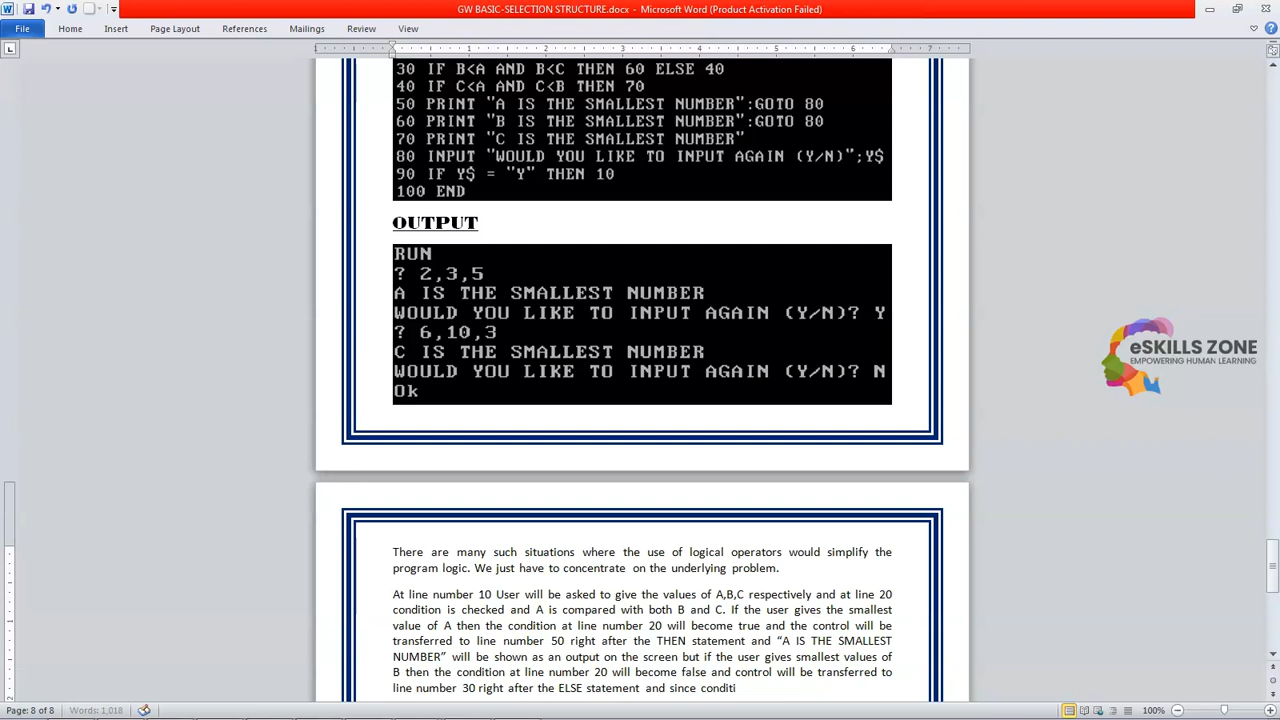 GW BASIC-SELECTION STRUCTURE.docx - Microsoft Word (Product Activation Failed)
File Home Insert Page Layout References Mailings Review View
1 1 2 3 4 5 6 7
30 IF B<A AND B<C THEN 60 ELSE 40
40 IF C<A AND C<B THEN 70
50 PRINT "A IS THE SMALLEST NUMBER":GOTO 80
60 PRINT "B IS THE SMALLEST NUMBER":GOTO 80
70 PRINT "C IS THE SMALLEST NUMBER"
80 INPUT "WOULD YOU LIKE TO INPUT AGAIN (Y/N)";Y$
90 IF Y$ = "Y" THEN 10
100 END
OUTPUT
RUN
? 2,3,5
A IS THE SMALLEST NUMBER
WOULD YOU LIKE TO INPUT AGAIN (Y/N)? Y
? 6,10,3
C IS THE SMALLEST NUMBER
WOULD YOU LIKE TO INPUT AGAIN (Y/N)? N
Ok
eSKILLS ZONE
EMPOWERING HUMAN LEARNING
There are many such situations where the use of logical operators would simplify the
program logic. We just have to concentrate on the underlying problem.
At line number 10 User will be asked to give the values of A,B,C respectively and at line 20
condition is checked and A is compared with both B and C. If the user gives the smallest
value of A then the condition at line number 20 will become true and the control will be
transferred to line number 50 right after the THEN statement and “A IS THE SMALLEST
NUMBER” will be shown as an output on the screen but if the user gives smallest values of
B then the condition at line number 20 will become false and control will be transferred to
line number 30 right after the ELSE statement and since conditi
Page: 8 of 8 Words: 1,018 100%